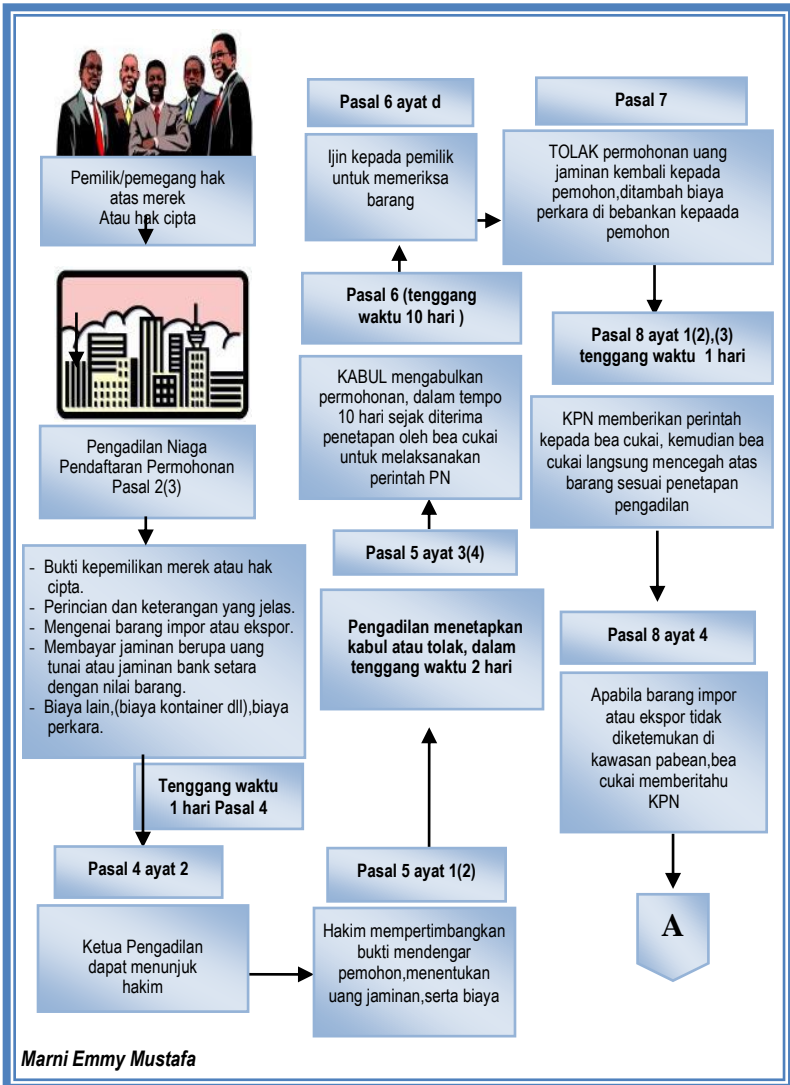 Pemilik/pemegang hak
atas merek
Atau hak cipta
Pengadilan Niaga
Pendaftaran Permohonan
Pasal 2(3)
- Bukti kepemilikan merek atau hak
cipta.
- Perincian dan keterangan yang jelas.
- Mengenai barang impor atau ekspor.
- Membayar jaminan berupa uang
tunai atau jaminan bank setara
dengan nilai barang.
- Biaya lain,(biaya kontainer dll),biaya
perkara.
Tenggang waktu
1 hari Pasal 4
Pasal 4 ayat 2
Ketua Pengadilan
dapat menunjuk
hakim
Pasal 5 ayat 1(2)
Hakim mempertimbangkan
bukti mendengar
pemohon,menentukan
uang jaminan,serta biaya
Pengadilan menetapkan
kabul atau tolak, dalam
tenggang waktu 2 hari
Pasal 5 ayat 3(4)
KABUL mengabulkan
permohonan, dalam tempo
10 hari sejak diterima
penetapan oleh bea cukai
untuk melaksanakan
perintah PN
Pasal 6 (tenggang
waktu 10 hari )
Ijin kepada pemilik
untuk memeriksa
barang
Pasal 6 ayat d
Pasal 7
TOLAK permohonan uang
jaminan kembali kepada
pemohon,ditambah biaya
perkara di bebankan kepaada
pemohon
Pasal 8 ayat 1(2),(3)
tenggang waktu 1 hari
KPN memberikan perintah
kepada bea cukai, kemudian bea
cukai langsung mencegah atas
barang sesuai penetapan
pengadilan
Pasal 8 ayat 4
Apabila barang impor
atau ekspor tidak
diketemukan di
kawasan pabean,bea
cukai memberitahu
KPN
A
Marni Emmy Mustafa